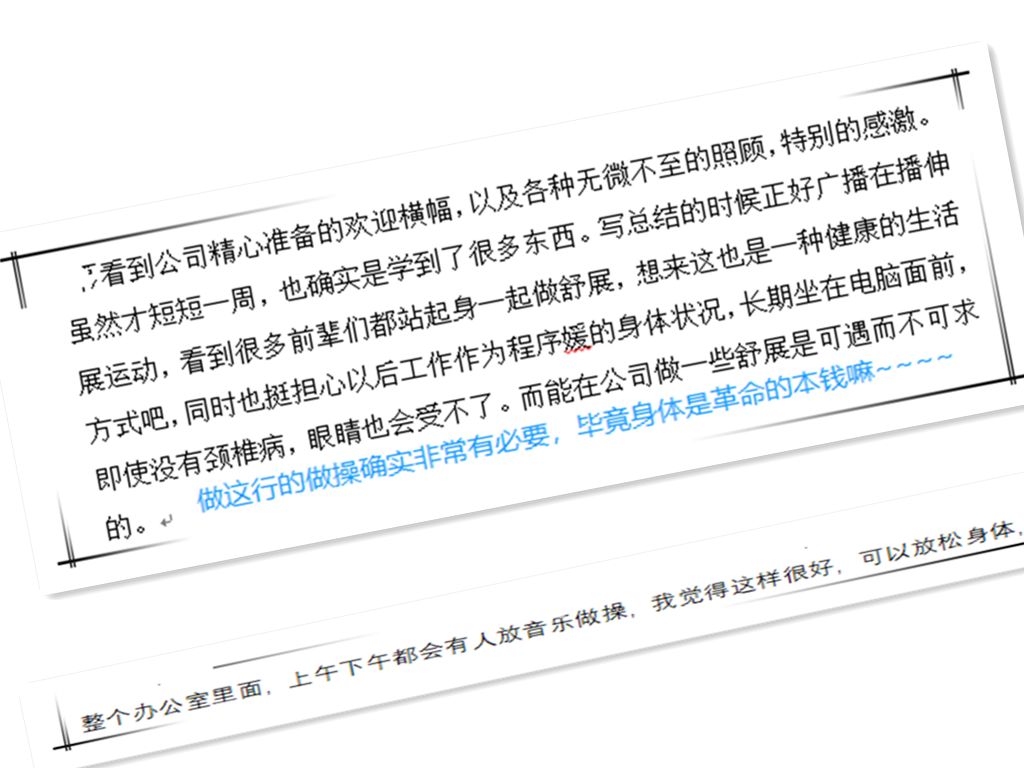 看到公司精心准备的欢迎横幅，以及各种无微不至的照顾，特别的感激。
虽然才短短一周，也确实是学到了很多东西。写总结的时候正好广播在播伸
展运动，看到很多前辈们都站起身一起做舒展，想来这也是一种健康的生活
方式吧，同时也挺担心以后工作作为程序媛的身体状况，长期坐在电脑面前，
即使没有颈椎病，眼睛也会受不了。而能在公司做一些舒展是可遇而不可求
的。
做这行的做操确实非常有必要，毕竟身体是革命的本钱嘛~~~~
整个办公室里面，上午下午都会有人放音乐做操，我觉得这样很好，可以放松身体，